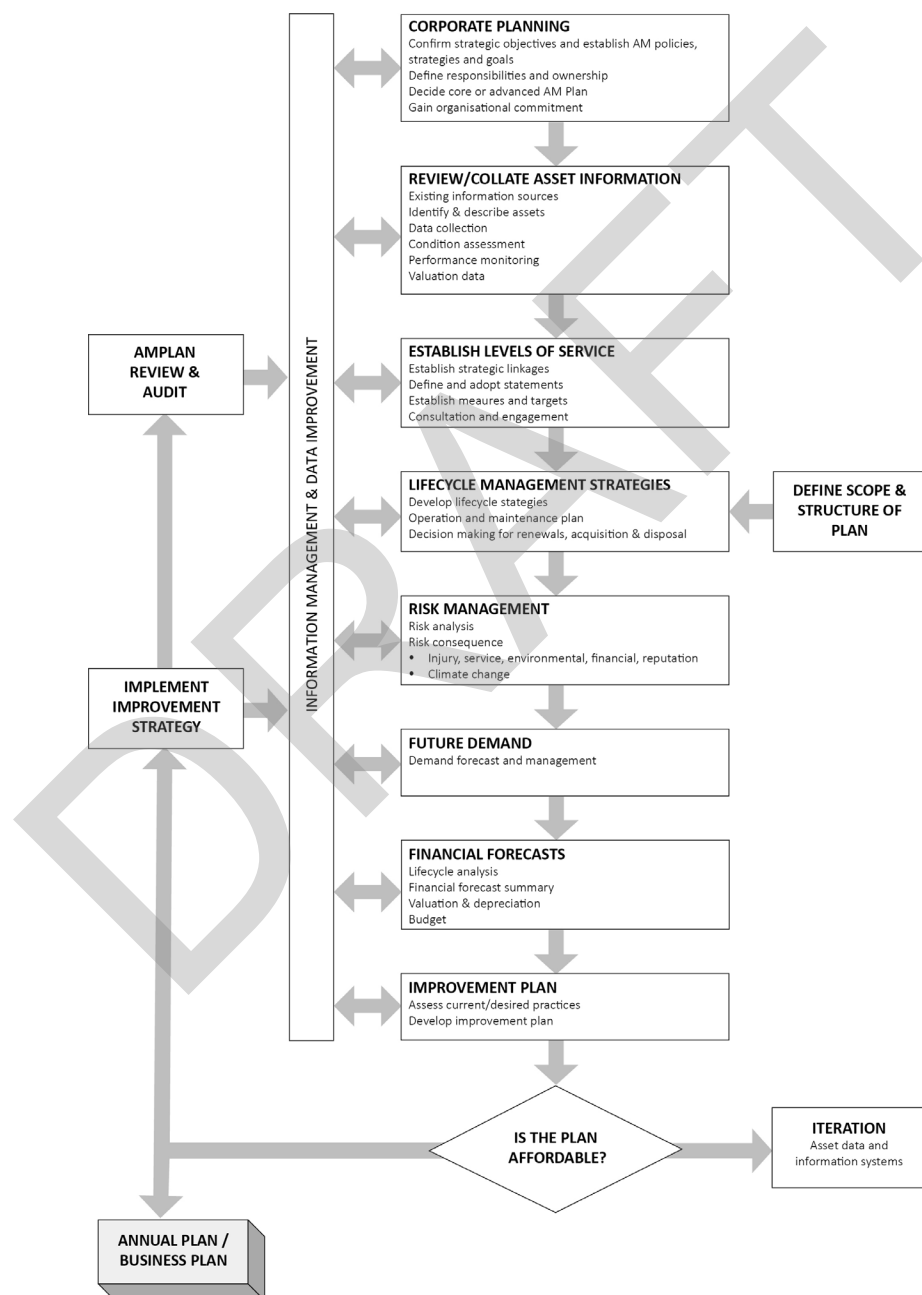 CORPORATE PLANNING
Confirm strategic objectives and establish AM policies,
strategies and goals
Define responsibilities and ownership
Decide core or advanced AM Plan
Gain organisational commitment
REVIEW/COLLATE ASSET INFORMATION
Existing information sources
Identify & describe assets
Data collection
Condition assessment
Performance monitoring
Valuation data
AMPLAN
REVIEW &
AUDIT
INFORMATION MANAGEMENT & DATA IMPROVEMENT
ESTABLISH LEVELS OF SERVICE
Establish strategic linkages
Define and adopt statements
Establish meaures and targets
Consultation and engagement
LIFECYCLE MANAGEMENT STRATEGIES
Develop lifecycle stategies
Operation and maintenance plan
Decision making for renewals, acquisition & disposal
DEFINE SCOPE &
STRUCTURE OF
PLAN
RISK MANAGEMENT
Risk analysis
Risk consequence
• Injury, service, environmental, financial, reputation
• Climate change
IMPLEMENT
IMPROVEMENT
STRATEGY
FUTURE DEMAND
Demand forecast and management
FINANCIAL FORECASTS
Lifecycle analysis
Financial forecast summary
Valuation & depreciation
Budget
IMPROVEMENT PLAN
Assess current/desired practices
Develop improvement plan
IS THE PLAN
AFFORDABLE?
ITERATION
Asset data and
information systems
ANNUAL PLAN /
BUSINESS PLAN
DRAFT